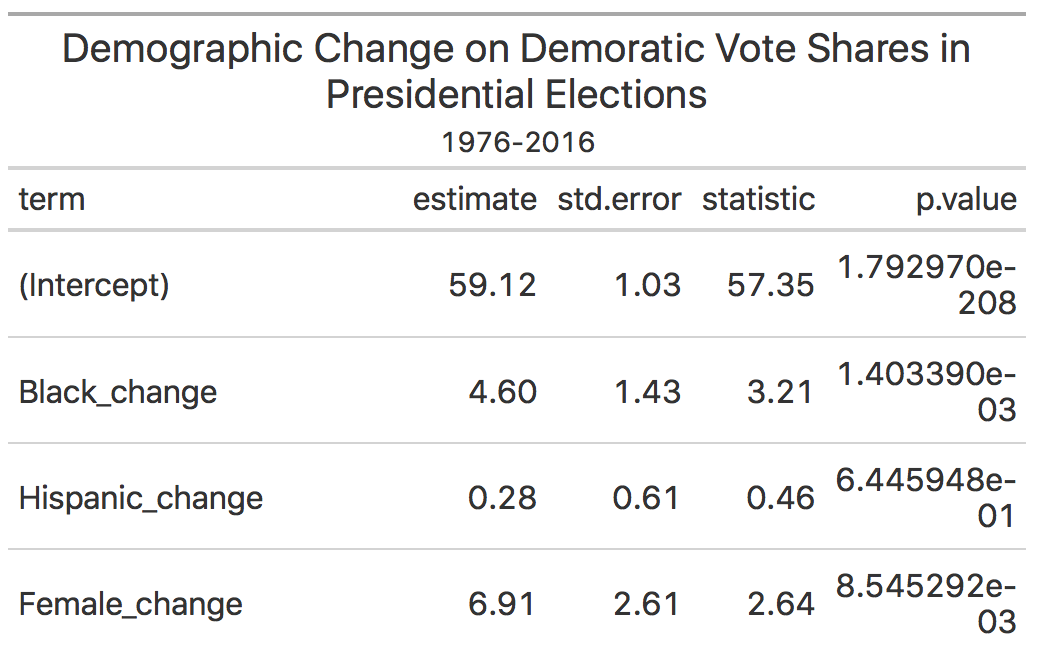 Demographic Change on Demoratic Vote Shares in
Presidential Elections
1976-2016
term estimate std.error statistic p.value
(Intercept) 59.12 1.03 57.35 1.792970e-
208
Black_change 4.60 1.43 3.21 1.403390e-
03
Hispanic_change 0.28 0.61 0.46 6.445948e-
01
Female_change 6.91 2.61 2.64 8.545292e-
03